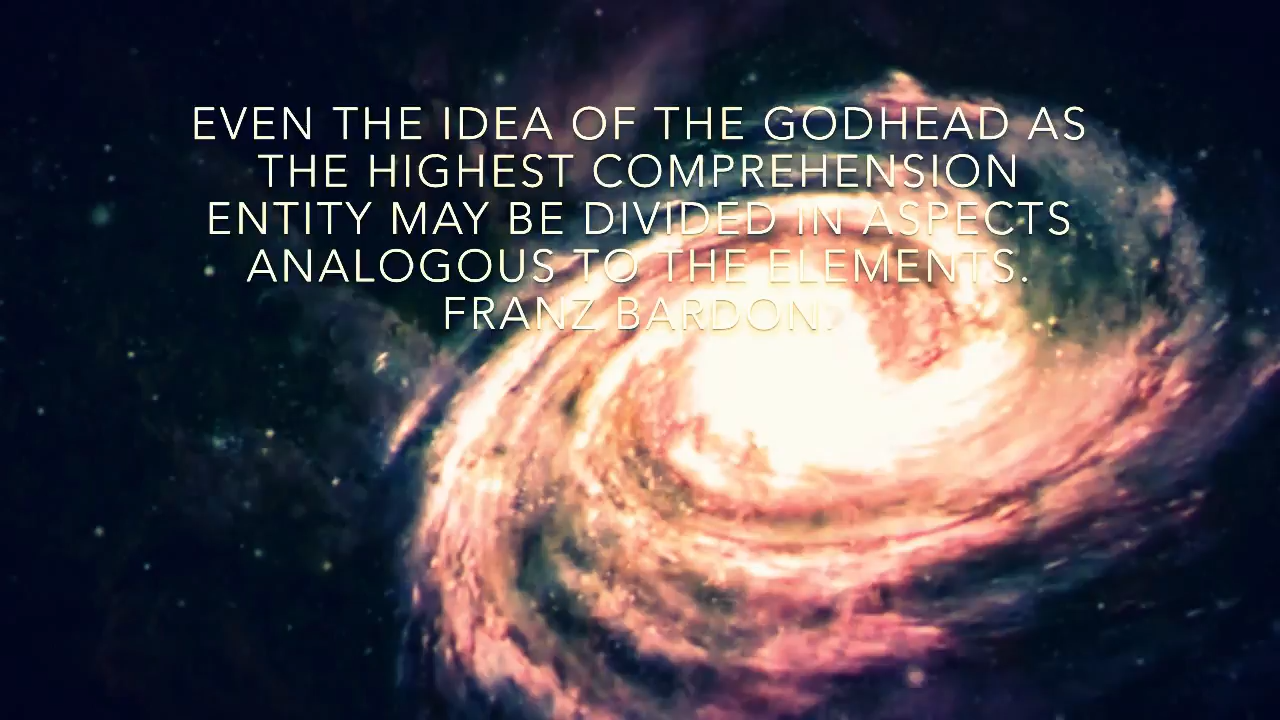 EVEN THE IDEA OF THE GODHEAD AS
THE HIGHEST COMPREHENSION
ENTITY MAY BE DIVIDED IN ASPECTS
ANALOGOUS TO THE ELEMENTS.
FRANZ BARDON.